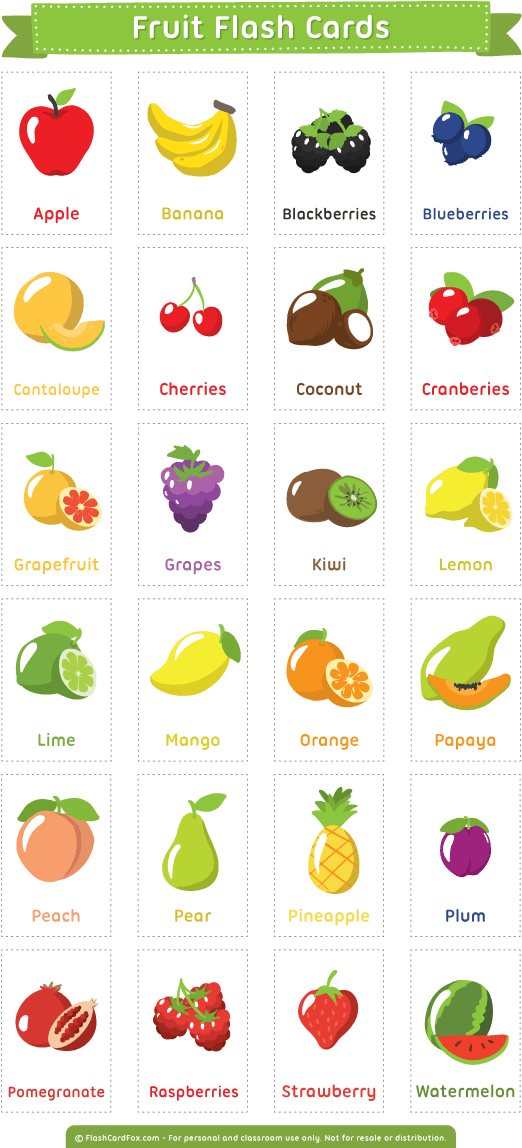 Fruit Flash Cards
Apple
Banana
Blackberries
Blueberries
Cantaloupe
Cherries
Coconut
Cranberries
Grapefruit
Grapes
Kiwi
Lemon
Lime
Mango
Orange
Papaya
Peach
Pear
Pineapple
Plum
Pomegranate
Raspberries
Strawberry
Watermelon
© FlashCardFox.com - For personal and classroom use only. Not for resale or distribution.